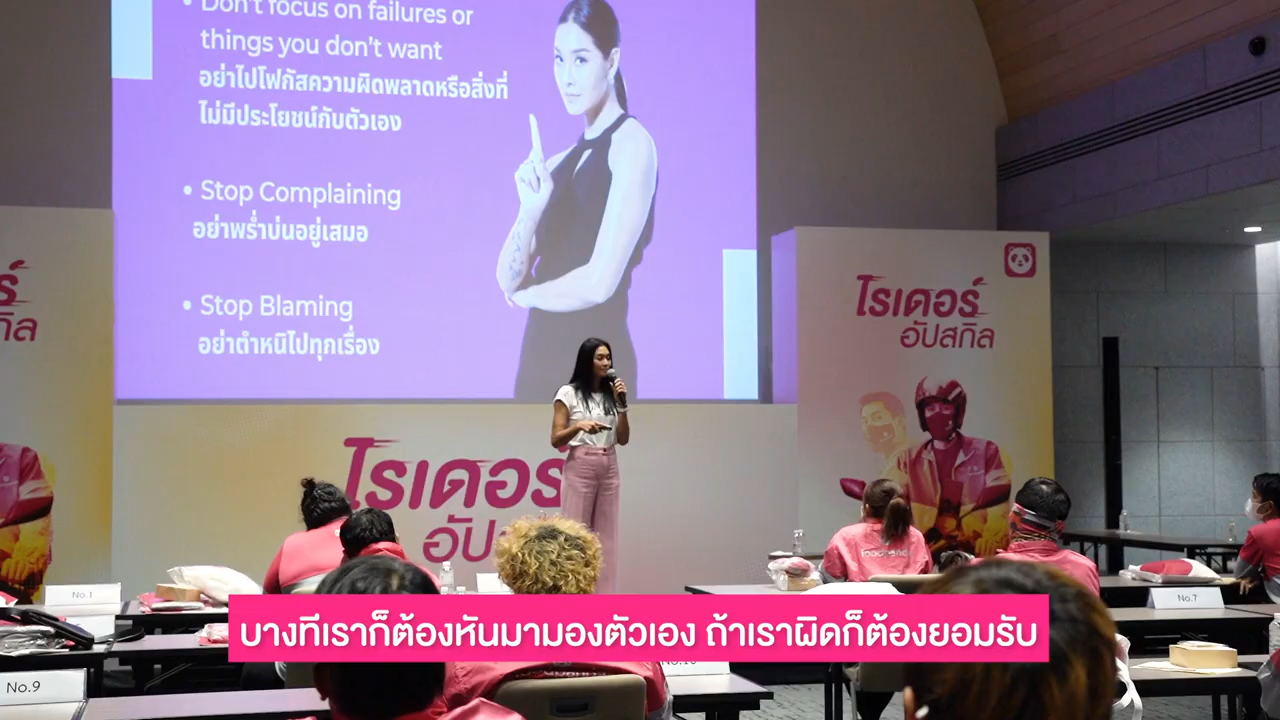 • Don't focus on failures or
things you don't want
อย่าไปโฟกัสความผิดพลาดหรือสิ่งที่
ไม่มีประโยชน์กับตัวเอง
• Stop Complaining
อย่าพร่ำบ่นอยู่เสมอ
• Stop Blaming
อย่าตำหนิไปทุกเรื่อง
ไรเดอร์
อัปสกิล
ไรเดอร์
อัป
foodpanda
No.1
No.7
No.9
No.10
บางทีเราก็ต้องหันมามองตัวเอง ถ้าเราผิดก็ต้องยอมรับ